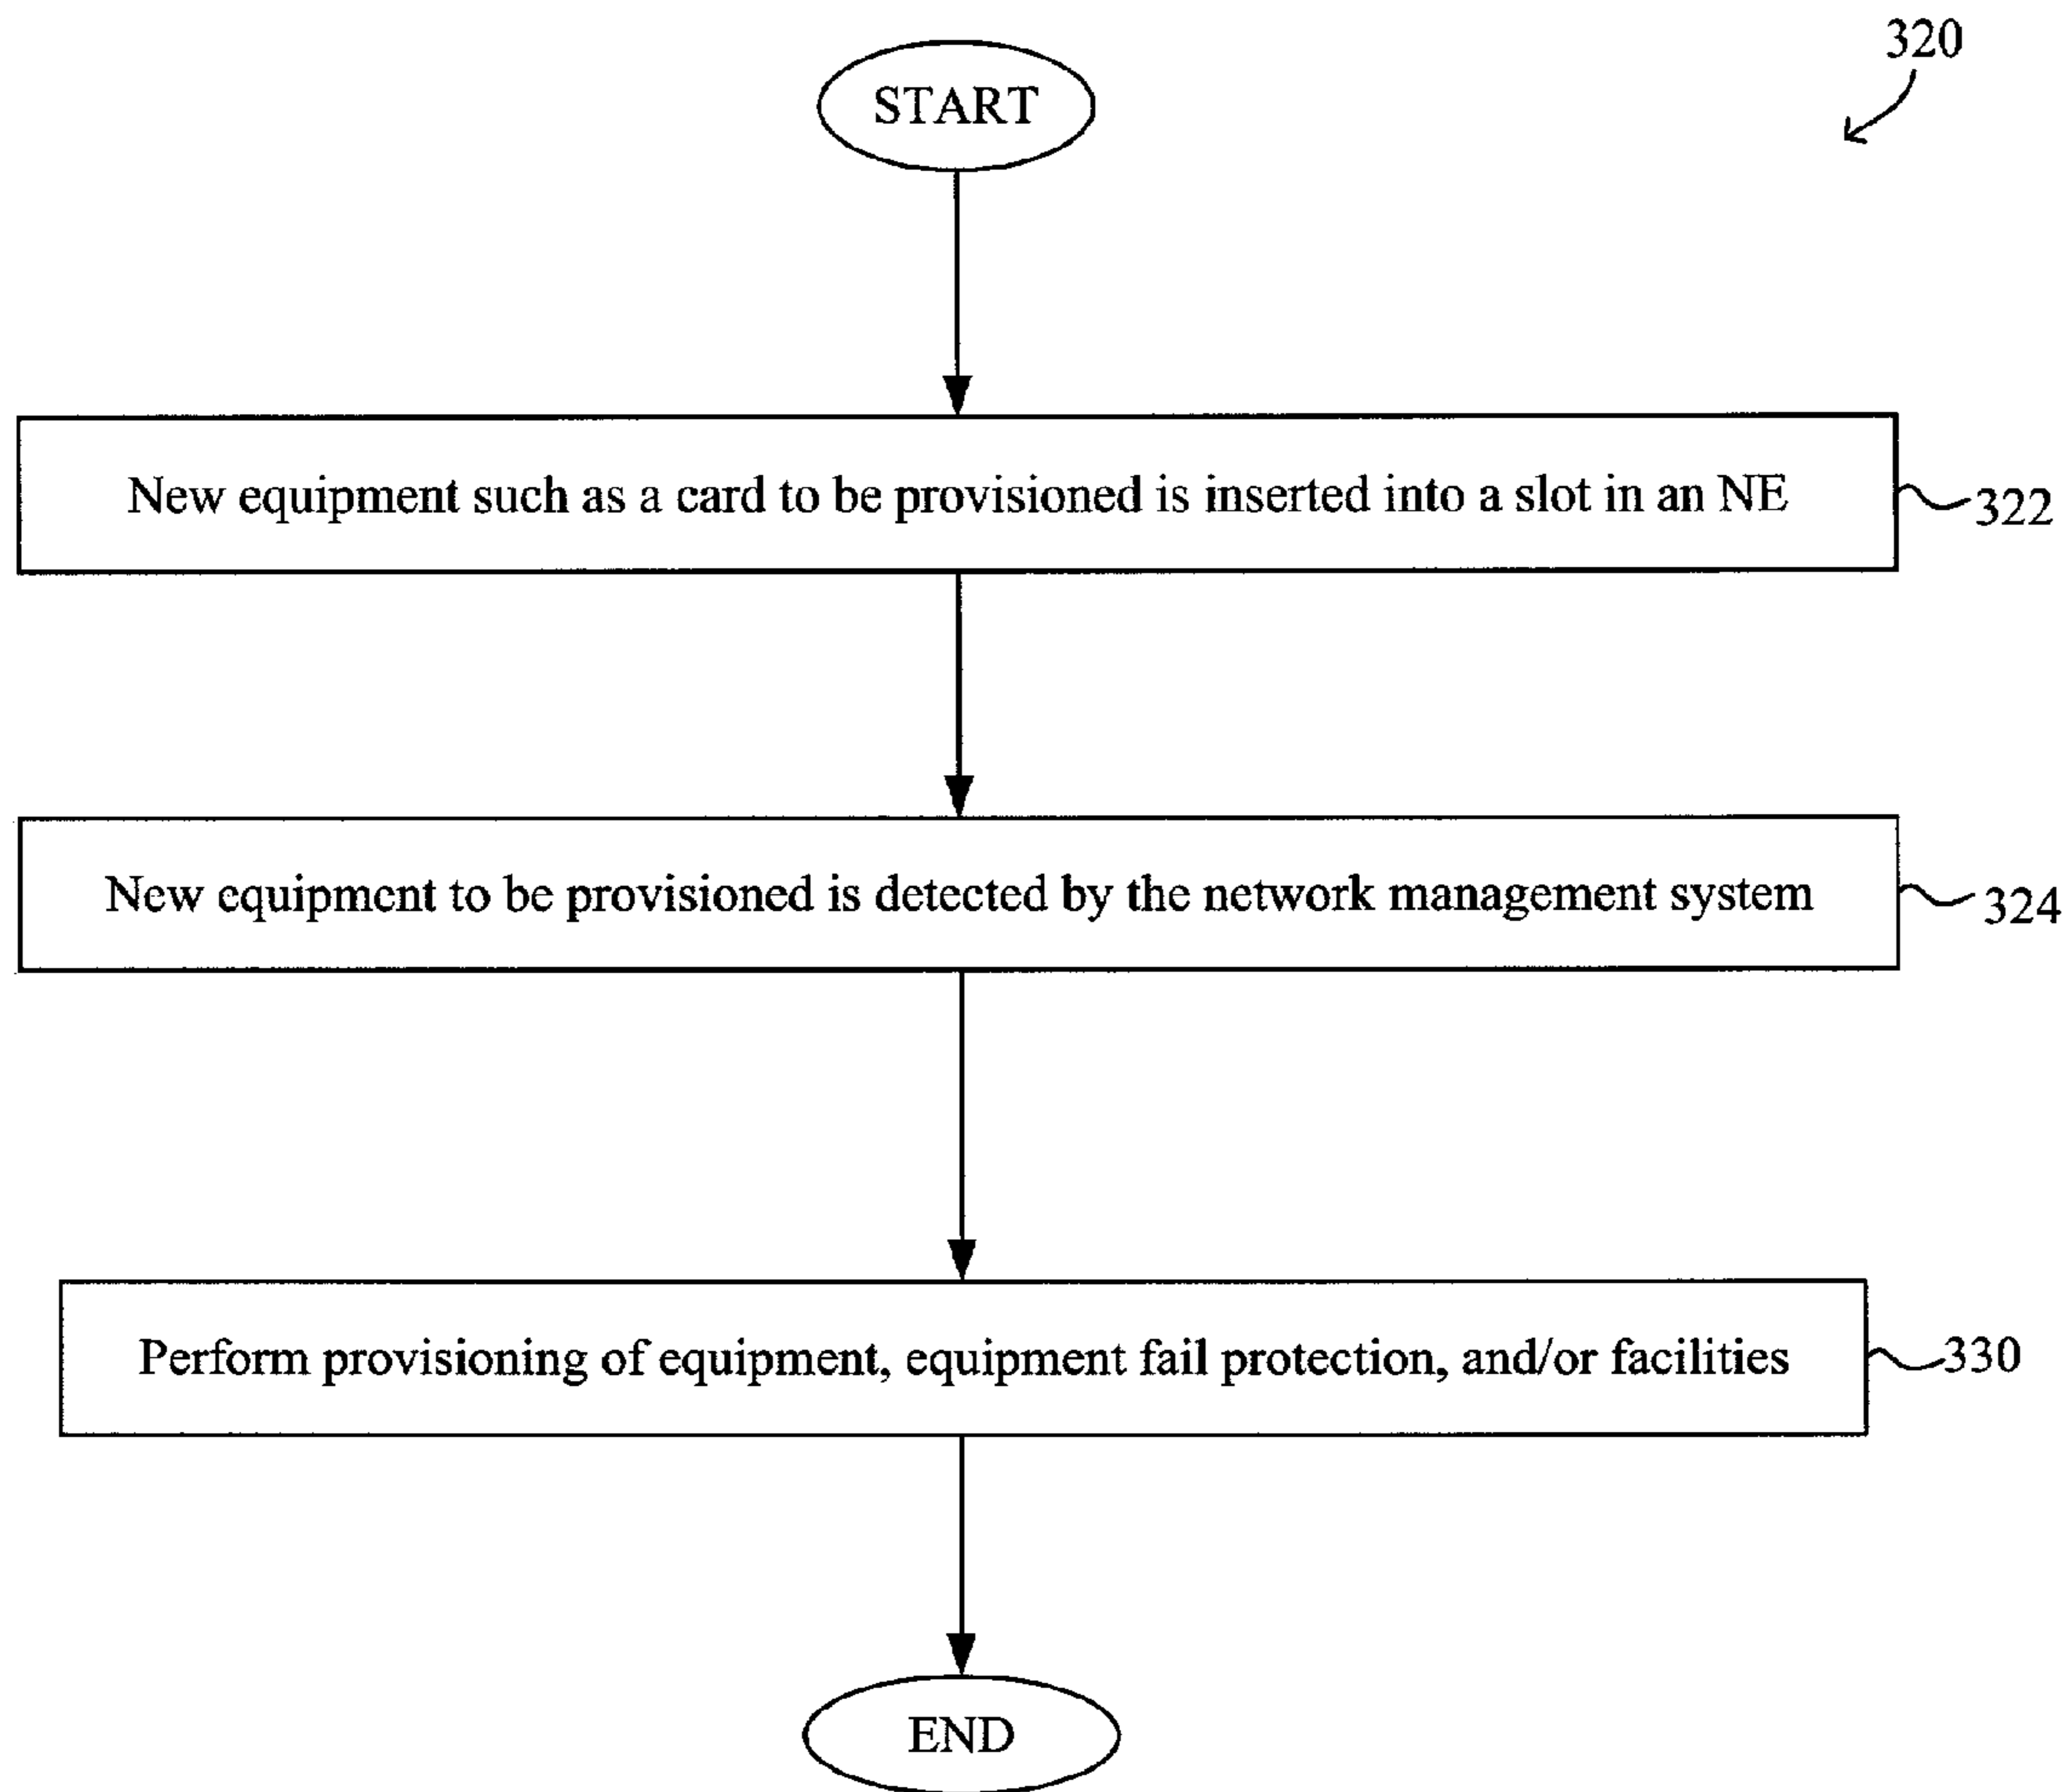 320
START
New equipment such as a card to be provisioned is inserted into a slot in an NE
322
New equipment to be provisioned is detected by the network management system
324
Perform provisioning of equipment, equipment fail protection, and/or facilities
330
END